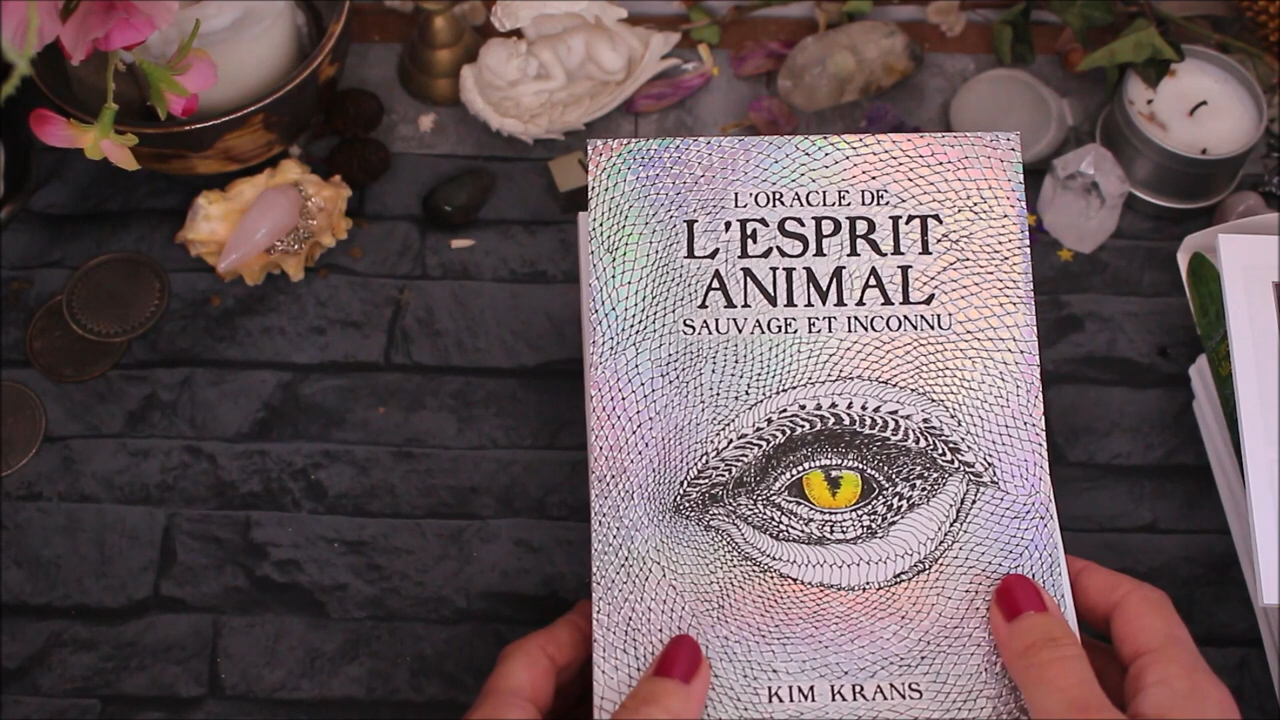 L'ORACLE DE
L'ESPRIT
ANIMAL
SAUVAGE ET INCONNU
KIM KRANS